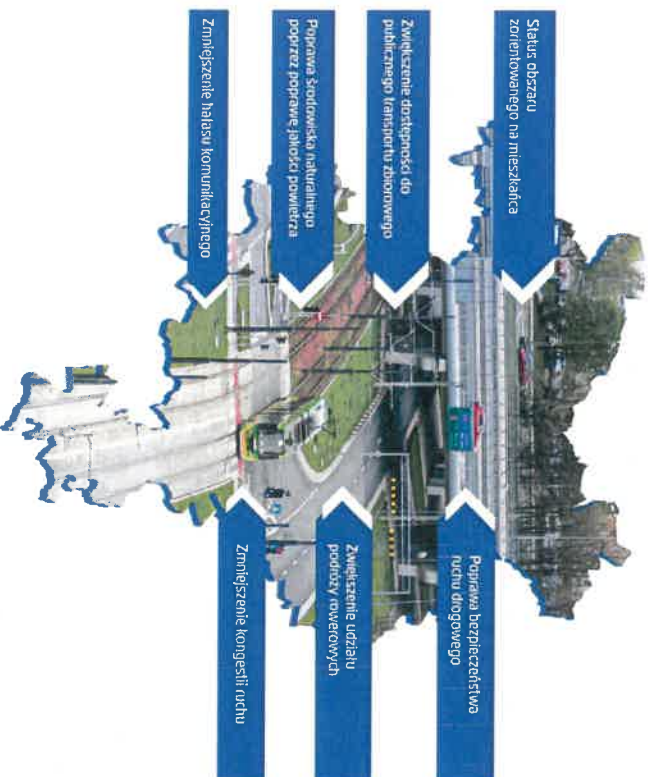 Status obszaru
zorientowanego na mieszkańca
Zwiększenie dostępności do
publicznego transportu zbiorowego
Poprawa środowiska naturalnego
poprzez poprawę jakości powietrza
Zmniejszenie hałasu komunikacyjnego
Poprawa bezpieczeństwa
ruchu drogowego
Zwiększenie udziału
podróży rowerowych
Zmniejszenie kongestii ruchu